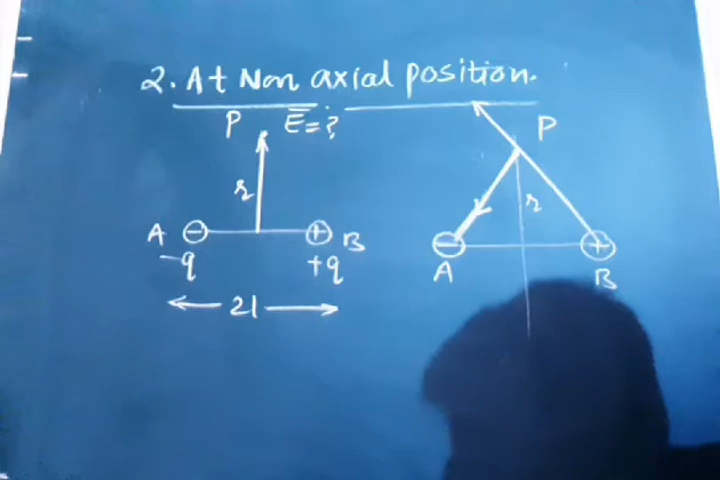 2. At Non axial position.
P E = ?
P
r
r
A − + B
-q +q
2l
− +
A B